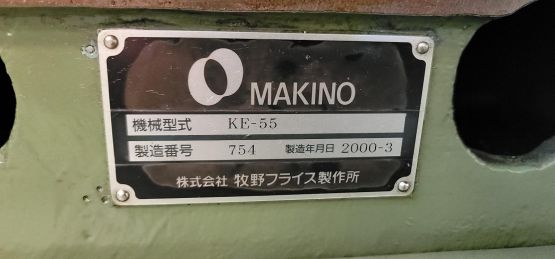 MAKINO
機械型式 KE-55
製造番号 754 製造年月日 2000-3
株式会社 牧野フライス製作所